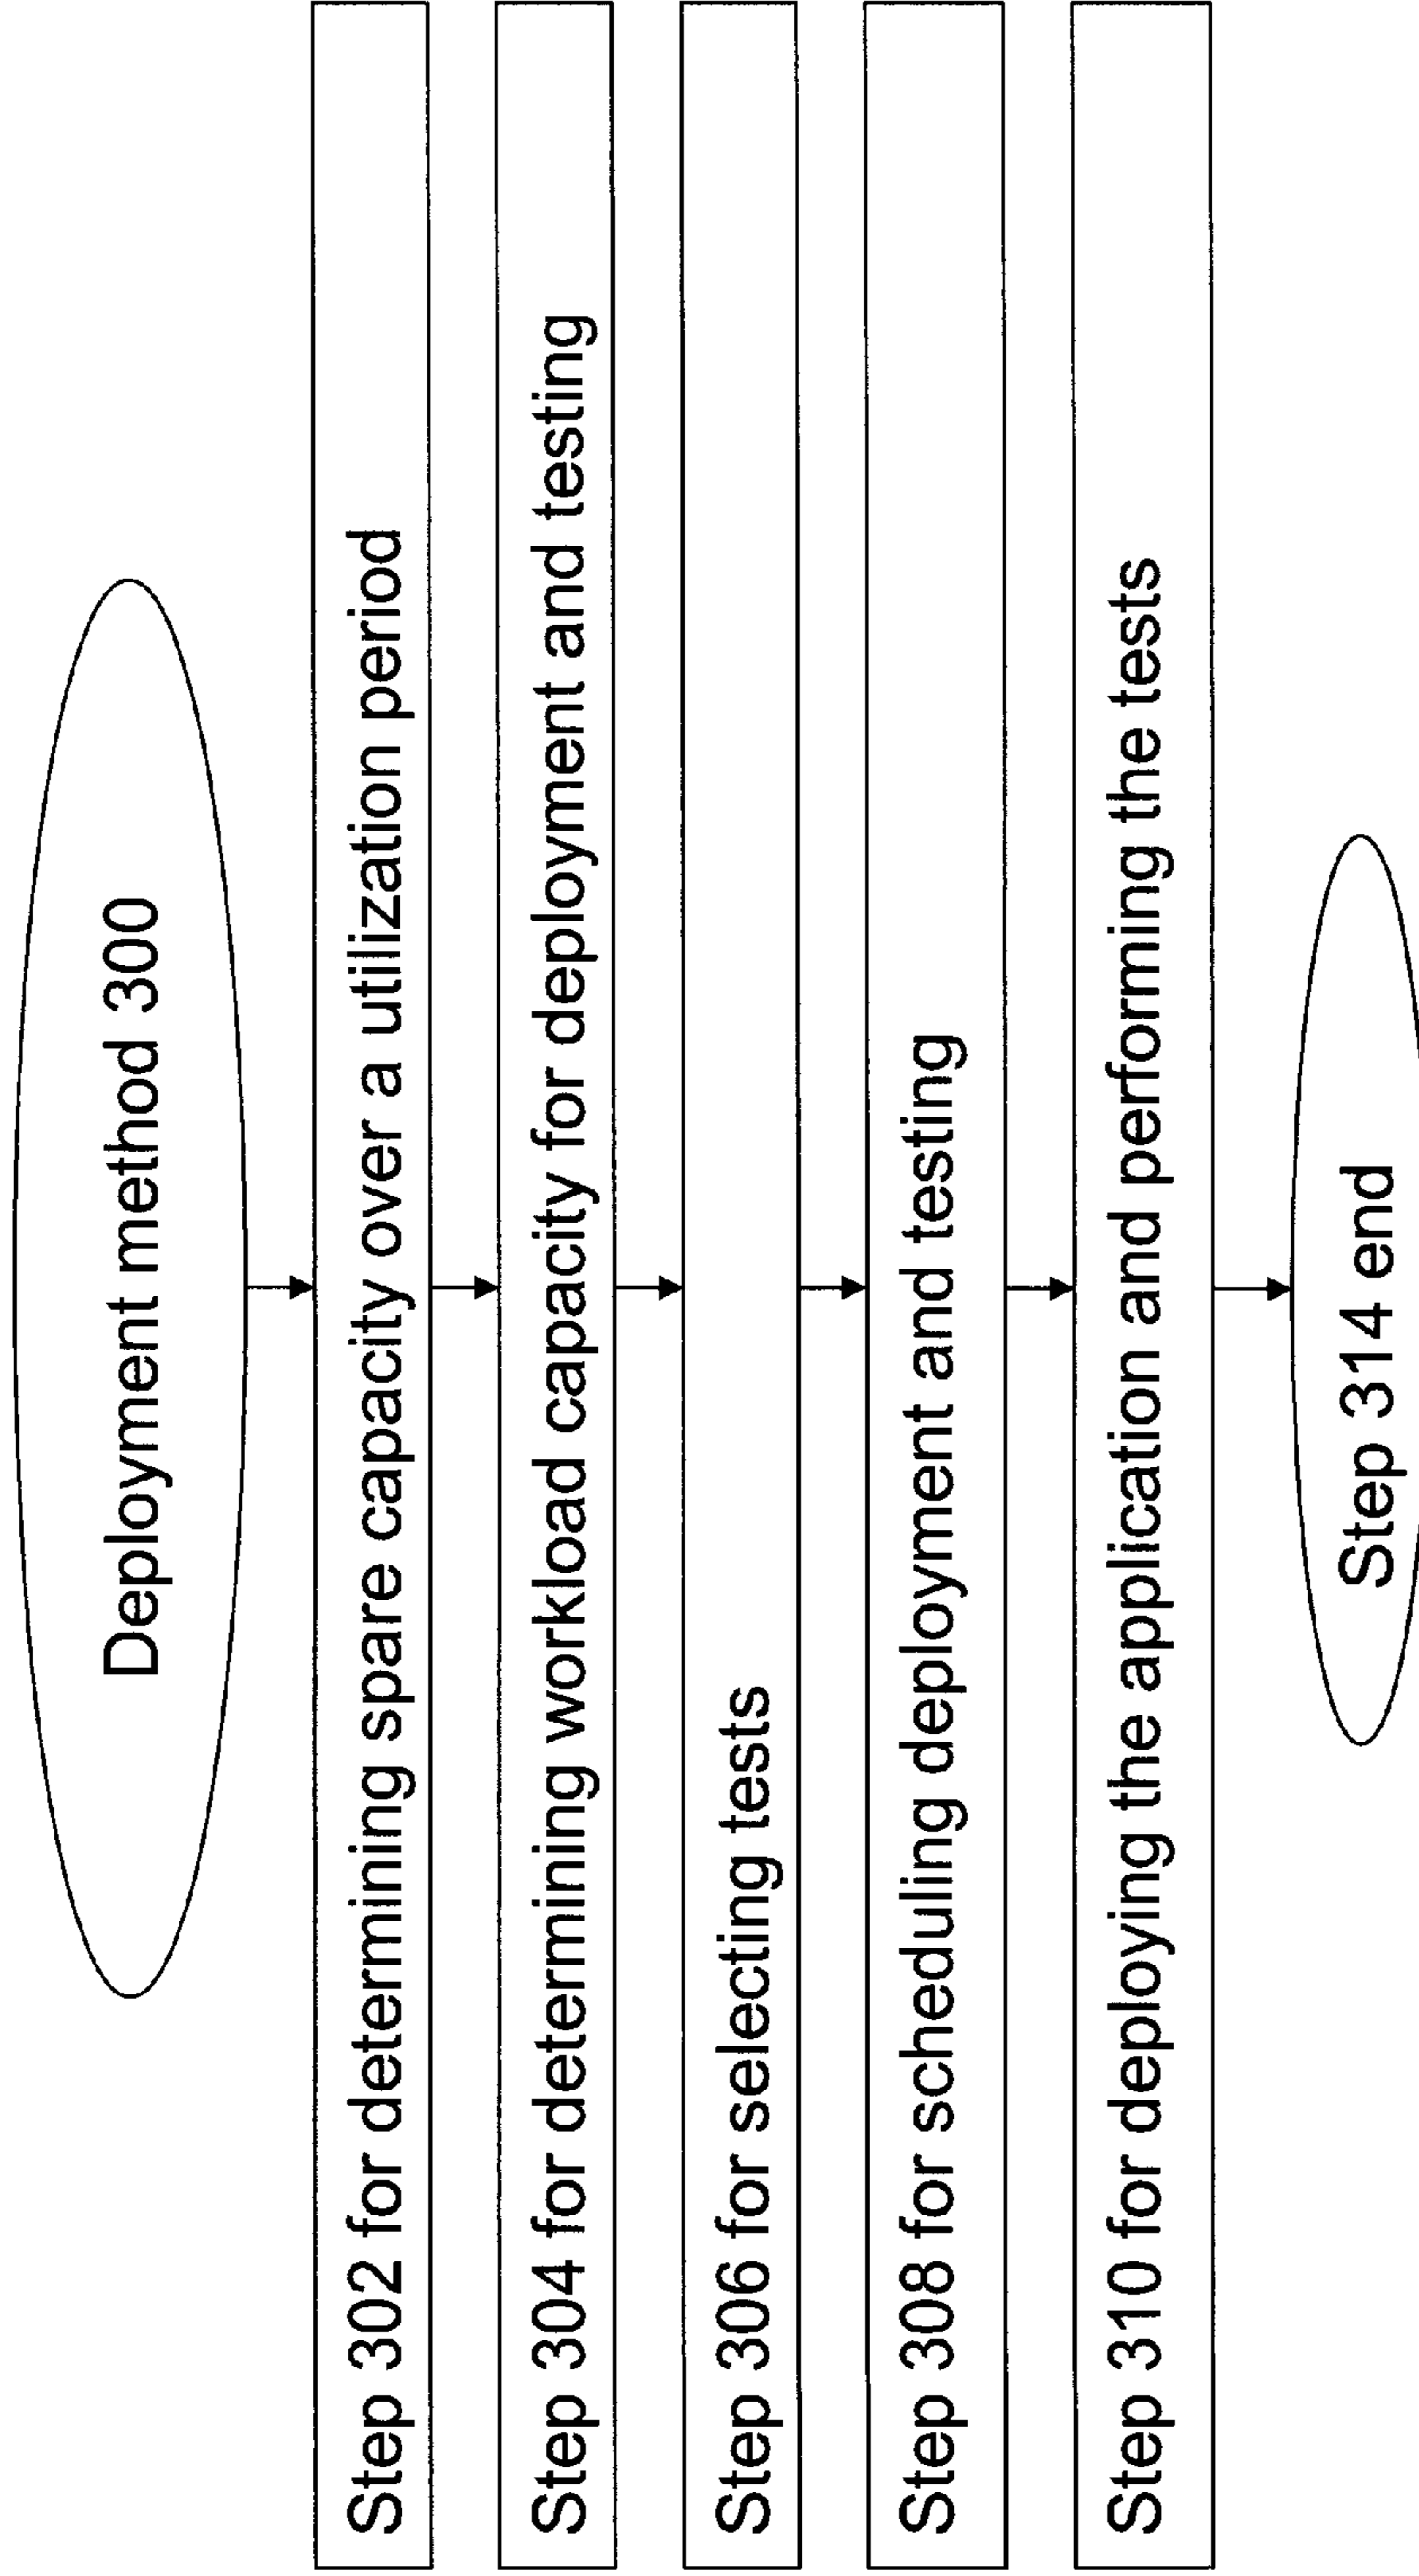 Deployment method 300
Step 302 for determining spare capacity over a utilization period
Step 304 for determining workload capacity for deployment and testing
Step 306 for selecting tests
Step 308 for scheduling deployment and testing
Step 310 for deploying the application and performing the tests
Step 314 end